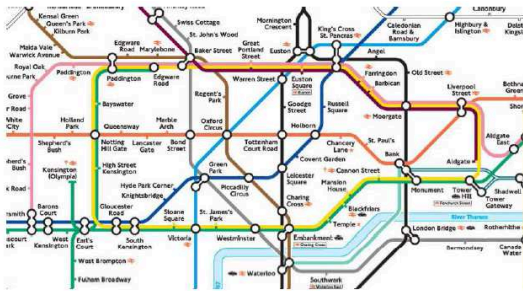 Kensal Green
Queen's Park
Kilburn Park
Maida Vale
Warwick Avenue
Royal Oak
Paddington
Edgware
Road
Marylebone
Paddington
Edgware
Road
Swiss Cottage
St. John's Wood
Baker Street
Great
Portland
Street
Mornington
Crescent
Euston
Warren Street
Euston
Square
King's Cross
St. Pancras
Caledonian
Road &
Barnsbury
Canonbury
Highbury &
Islington
Angel
Old Street
Farringdon
Barbican
Moorgate
Liverpool
Street
Aldgate
East
Aldgate
Bayswater
Regent's
Park
Goodge
Street
Russell
Square
Holland
Park
Queensway
Marble
Arch
Oxford
Circus
Holborn
Shepherd's
Bush
Notting
Hill Gate
Lancaster
Gate
Bond
Street
Tottenham
Court Road
Chancery
Lane
St. Paul's
Bank
Kensington
(Olympia)
High Street
Kensington
Hyde Park Corner
Knightsbridge
Green
Park
Piccadilly
Circus
Covent Garden
Leicester
Square
Cannon Street
Mansion
House
Monument
Tower
Hill
Tower
Gateway
Shadwell
Barons
Court
Gloucester
Road
Sloane
Square
St. James's
Park
Charing
Cross
Blackfriars
Temple
River Thames
West
Kensington
Earl's
Court
South
Kensington
Victoria
Westminster
Embankment
London Bridge
Rotherhithe
West Brompton
Fulham Broadway
Waterloo
Southwark
Bermondsey
Canada
Water